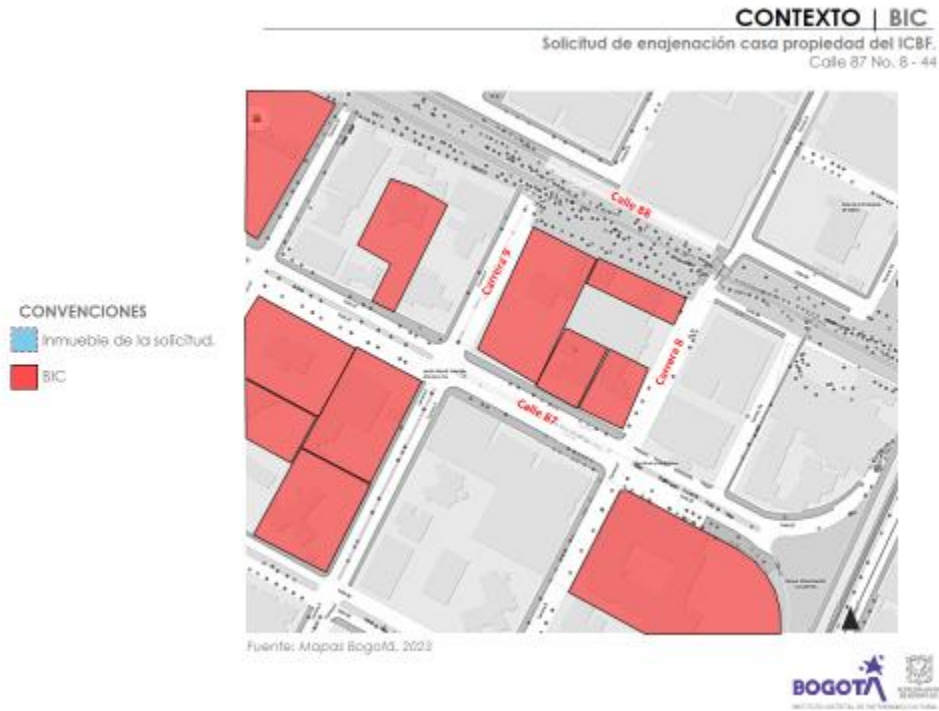 CONTEXTO | BIC
Solicitud de enajenación casa propiedad del ICBF.
Calle 87 No. 8 - 44
Calle 88
Carrera 9
Carrera 8
Calle 87
CONVENCIONES
Inmueble de la solicitud.
BIC
Fuente: Mapas Bogotá, 2023
BOGOTÁ